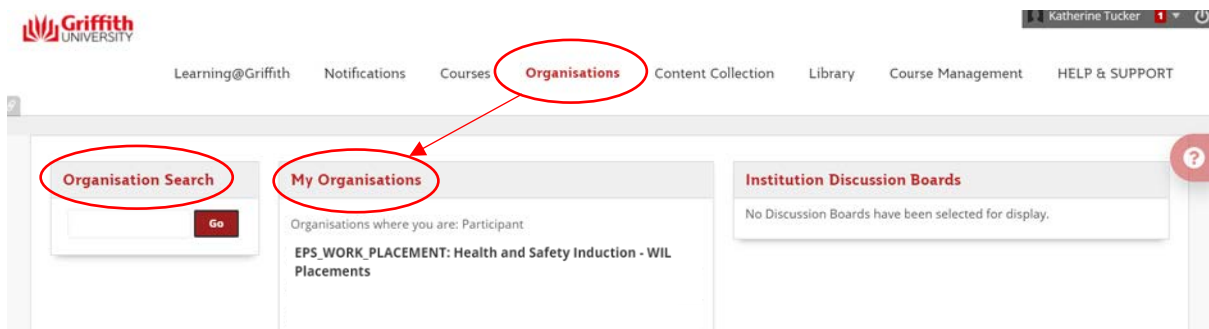 Griffith
UNIVERSITY
Katherine Tucker 1
Learning@Griffith Notifications Courses Organisations Content Collection Library Course Management HELP & SUPPORT
Organisation Search
Go
My Organisations
Organisations where you are: Participant
EPS_WORK_PLACEMENT: Health and Safety Induction - WIL
Placements
Institution Discussion Boards
No Discussion Boards have been selected for display.
?